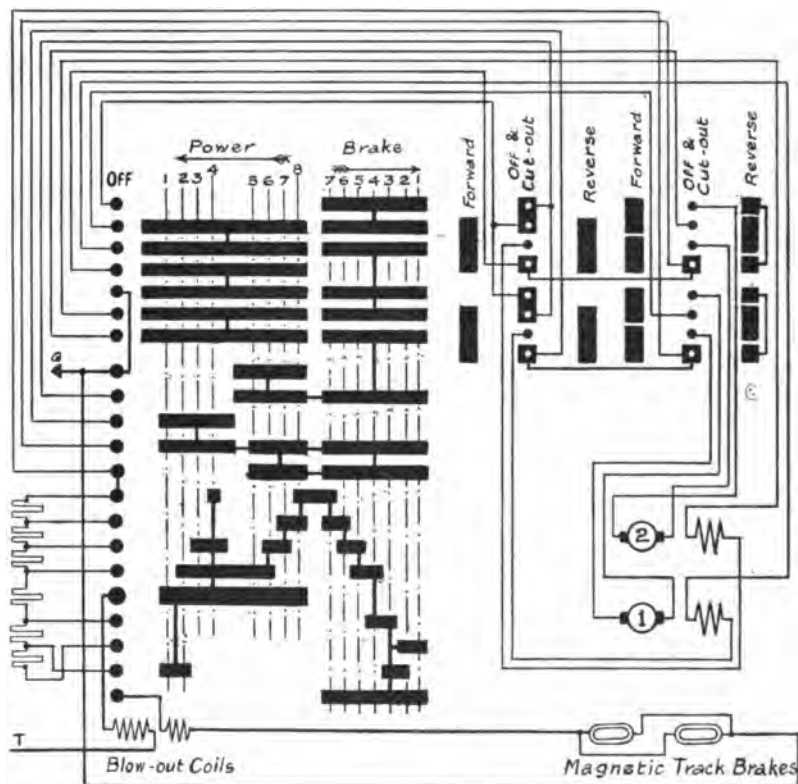 Power
Brake
OFF
1 2 3 4 5 6 7 8
7 6 5 4 3 2 1
Forward
Off &
Cut-out
Reverse
Forward
Off &
Cut-out
Reverse
G
2
1
T
Blow-out Coils
Magnetic Track Brakes